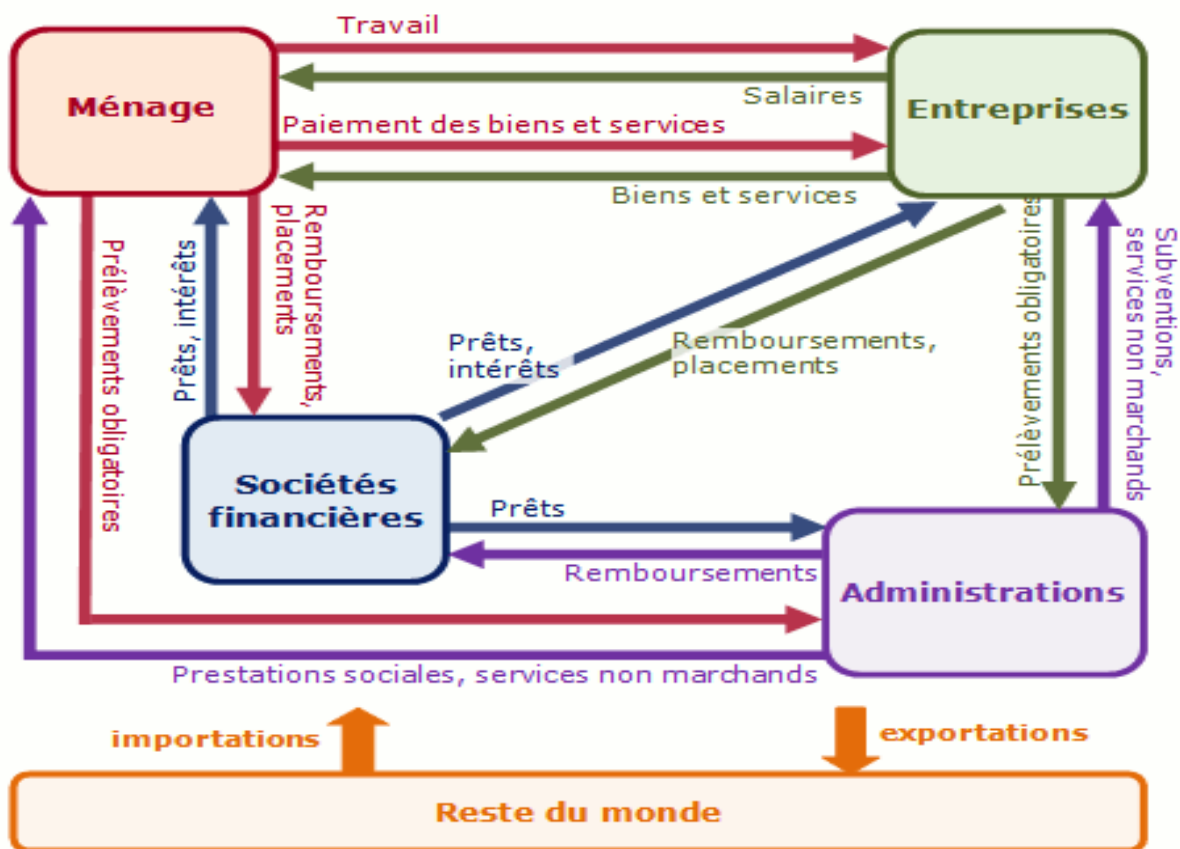 Travail
Ménage
Entreprises
Salaires
Paiement des biens et services
Biens et services
Prélèvements obligatoires
Prêts, intérêts
Remboursements,
placements
Prêts,
intérêts
Remboursements,
placements
Prélèvements obligatoires
Subventions,
services non marchands
Sociétés
financières
Prêts
Remboursements
Administrations
Prestations sociales, services non marchands
importations
exportations
Reste du monde